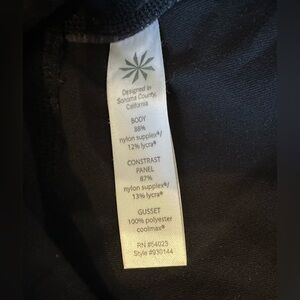 Designed in
Sonoma County,
California
BODY
88%
nylon supplex®/
12% lycra®
CONSTRAST
PANEL
87%
nylon supplex®/
13% lycra®
GUSSET
100% polyester
coolmax®
RN #54023
Style #930144